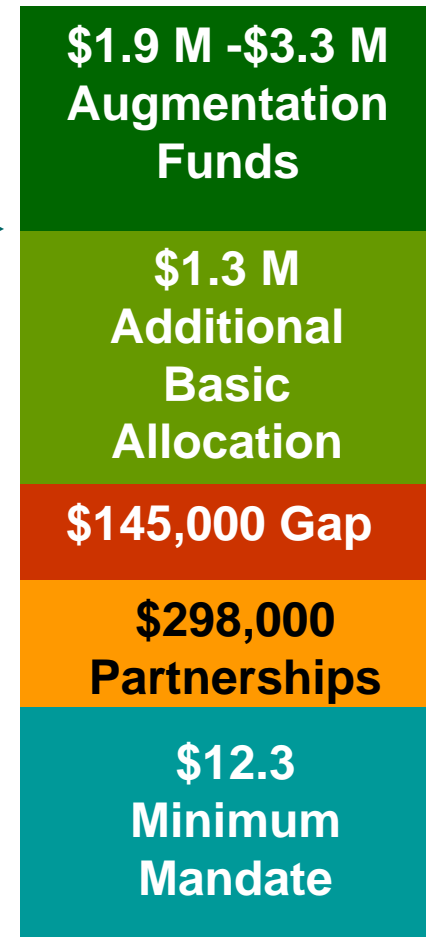 $1.9 M -$3.3 M
Augmentation
Funds
$1.3 M
Additional
Basic
Allocation
$145,000 Gap
$298,000
Partnerships
$12.3
Minimum
Mandate